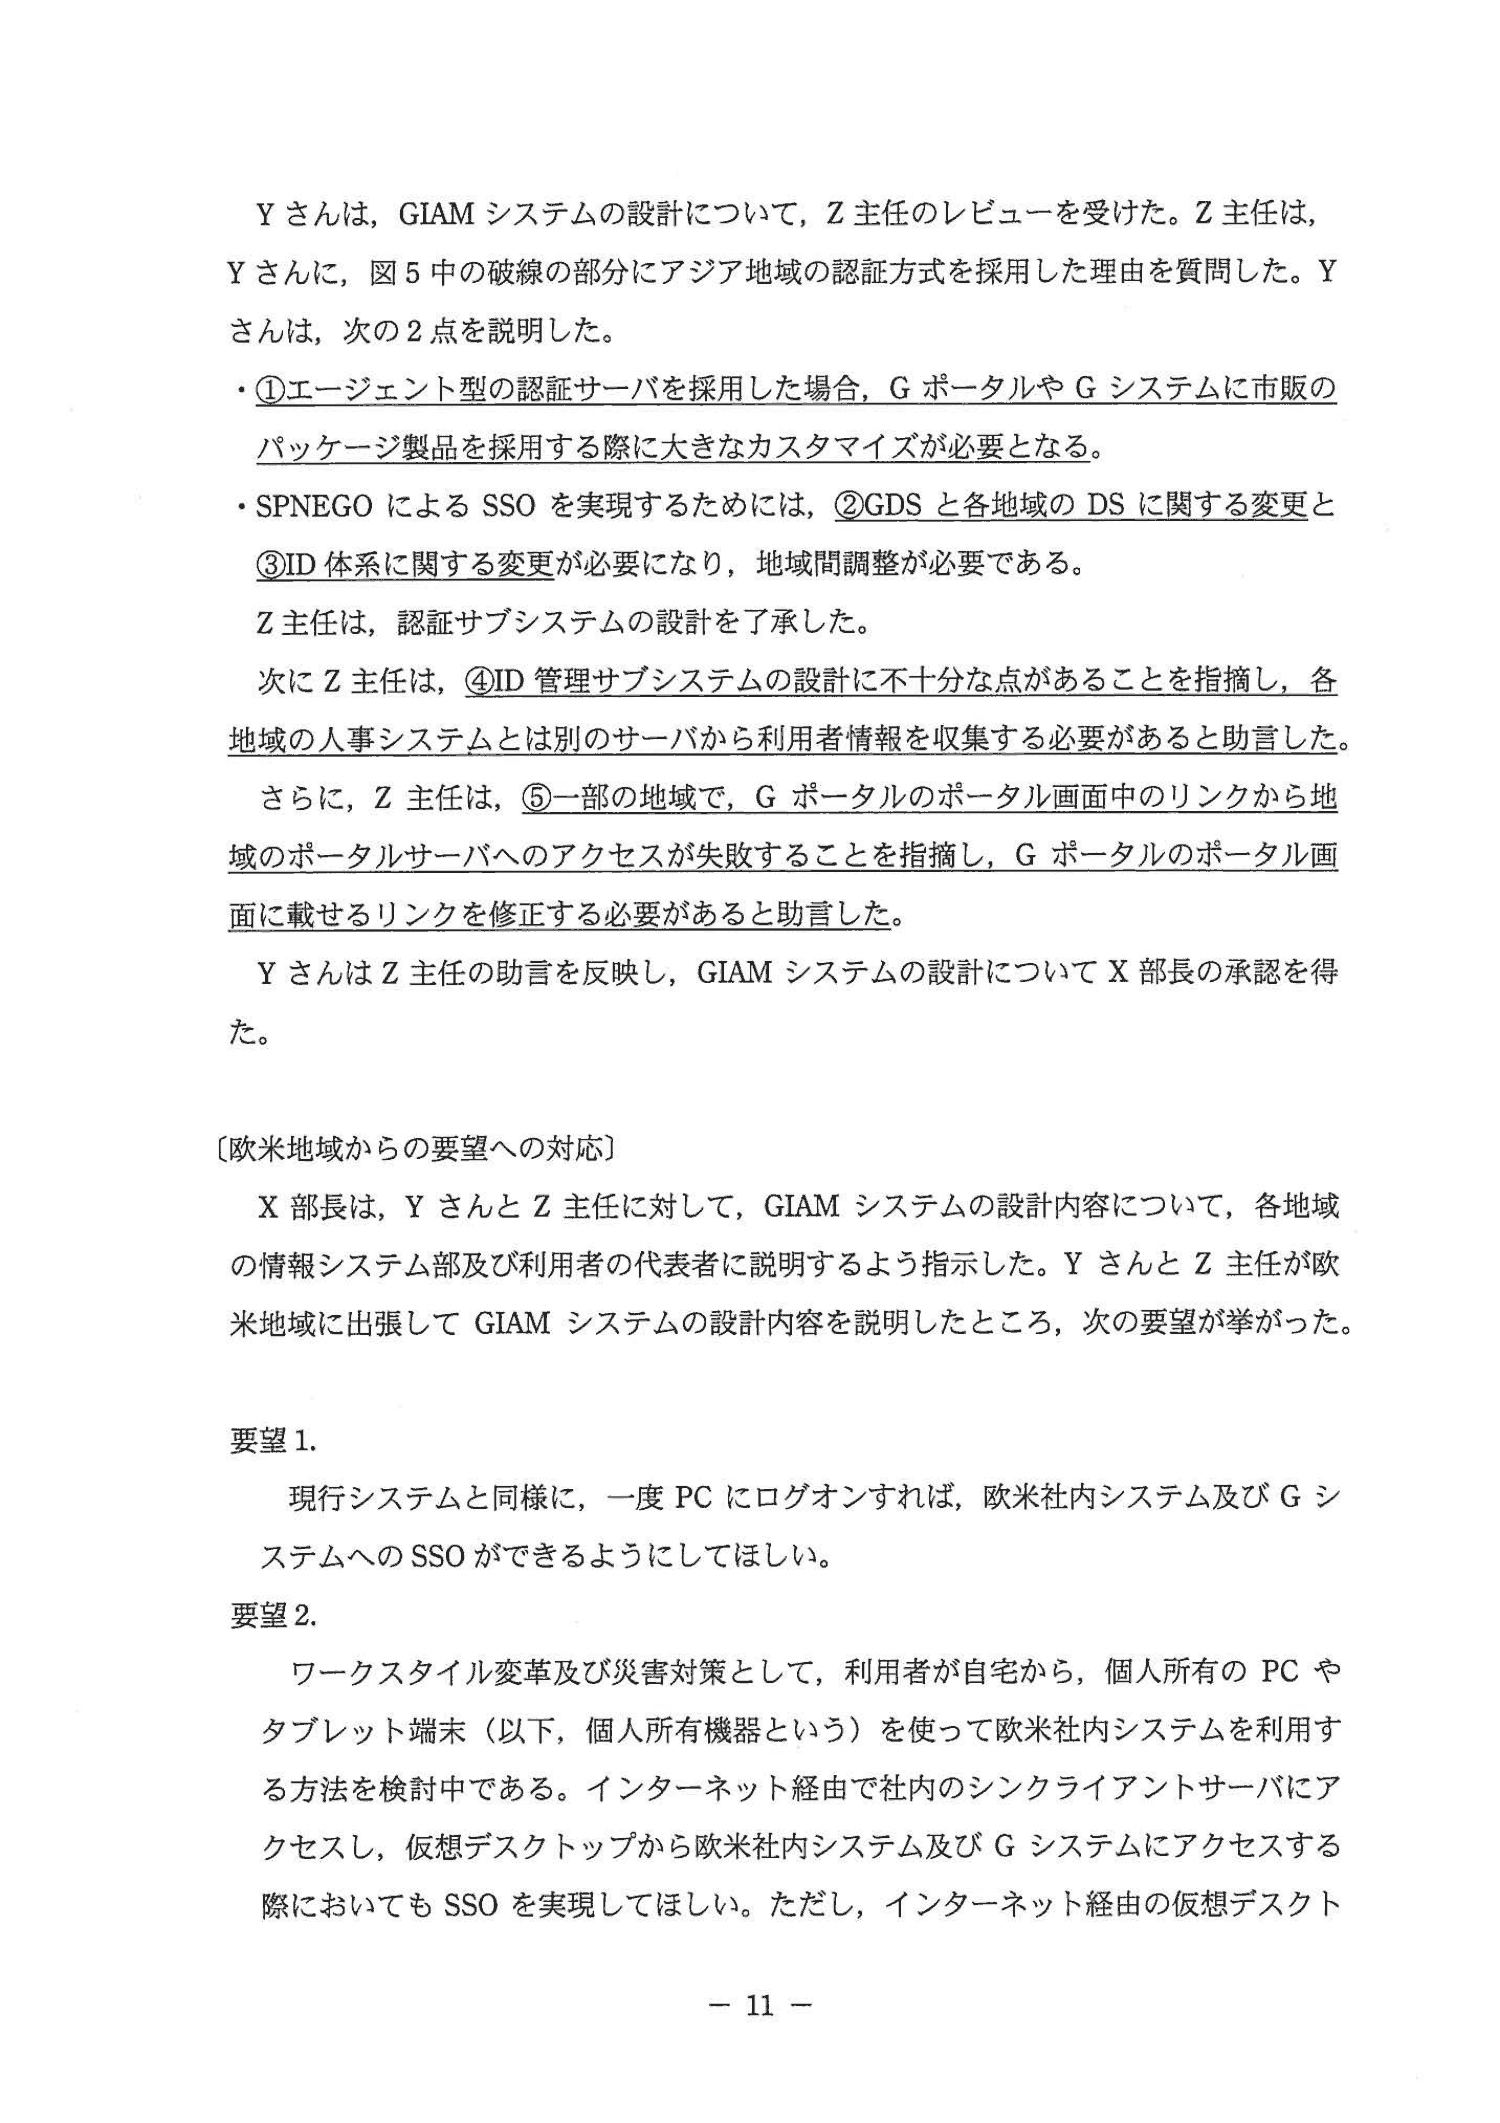 Yさんは，GIAM システムの設計について，Z 主任のレビューを受けた。Z 主任は，
Y さんに，図 5 中の破線の部分にアジア地域の認証方式を採用した理由を質問した。Y
さんは，次の 2 点を説明した。
・①エージェント型の認証サーバを採用した場合，G ポータルや G システムに市販の
パッケージ製品を採用する際に大きなカスタマイズが必要となる。
・SPNEGO による SSO を実現するためには，②GDS と各地域の DS に関する変更と
③ID 体系に関する変更が必要になり，地域間調整が必要である。
Z 主任は，認証サブシステムの設計を了承した。
次に Z 主任は，④ID 管理サブシステムの設計に不十分な点があることを指摘し，各
地域の人事システムとは別のサーバから利用者情報を収集する必要があると助言した。
さらに，Z 主任は，⑤一部の地域で，G ポータルのポータル画面中のリンクから地
域のポータルサーバへのアクセスが失敗することを指摘し，G ポータルのポータル画
面に載せるリンクを修正する必要があると助言した。
Y さんは Z 主任の助言を反映し，GIAM システムの設計について X 部長の承認を得
た。
〔欧米地域からの要望への対応〕
X 部長は，Y さんと Z 主任に対して，GIAM システムの設計内容について，各地域
の情報システム部及び利用者の代表者に説明するよう指示した。Y さんと Z 主任が欧
米地域に出張して GIAM システムの設計内容を説明したところ，次の要望が挙がった。
要望 1.
現行システムと同様に，一度 PC にログオンすれば，欧米社内システム及び G シ
ステムへの SSO ができるようにしてほしい。
要望 2.
ワークスタイル変革及び災害対策として，利用者が自宅から，個人所有の PC や
タブレット端末（以下，個人所有機器という）を使って欧米社内システムを利用す
る方法を検討中である。インターネット経由で社内のシンクライアントサーバにア
クセスし，仮想デスクトップから欧米社内システム及び G システムにアクセスする
際においても SSO を実現してほしい。ただし，インターネット経由の仮想デスクト
－ 11 －